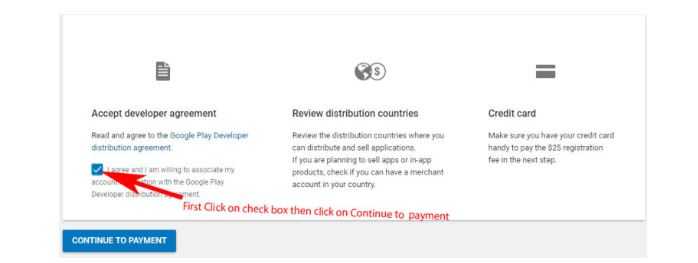 Accept developer agreement
Read and agree to the Google Play Developer
distribution agreement.
I agree and I am willing to associate my
account with the Google Play
Developer distribution agreement.
Review distribution countries
Review the distribution countries where you
can distribute and sell applications.
If you are planning to sell apps or in-app
products, check if you can have a merchant
account in your country.
Credit card
Make sure you have your credit card
handy to pay the $25 registration
fee in the next step.
First Click on check box then click on Continue to payment
CONTINUE TO PAYMENT